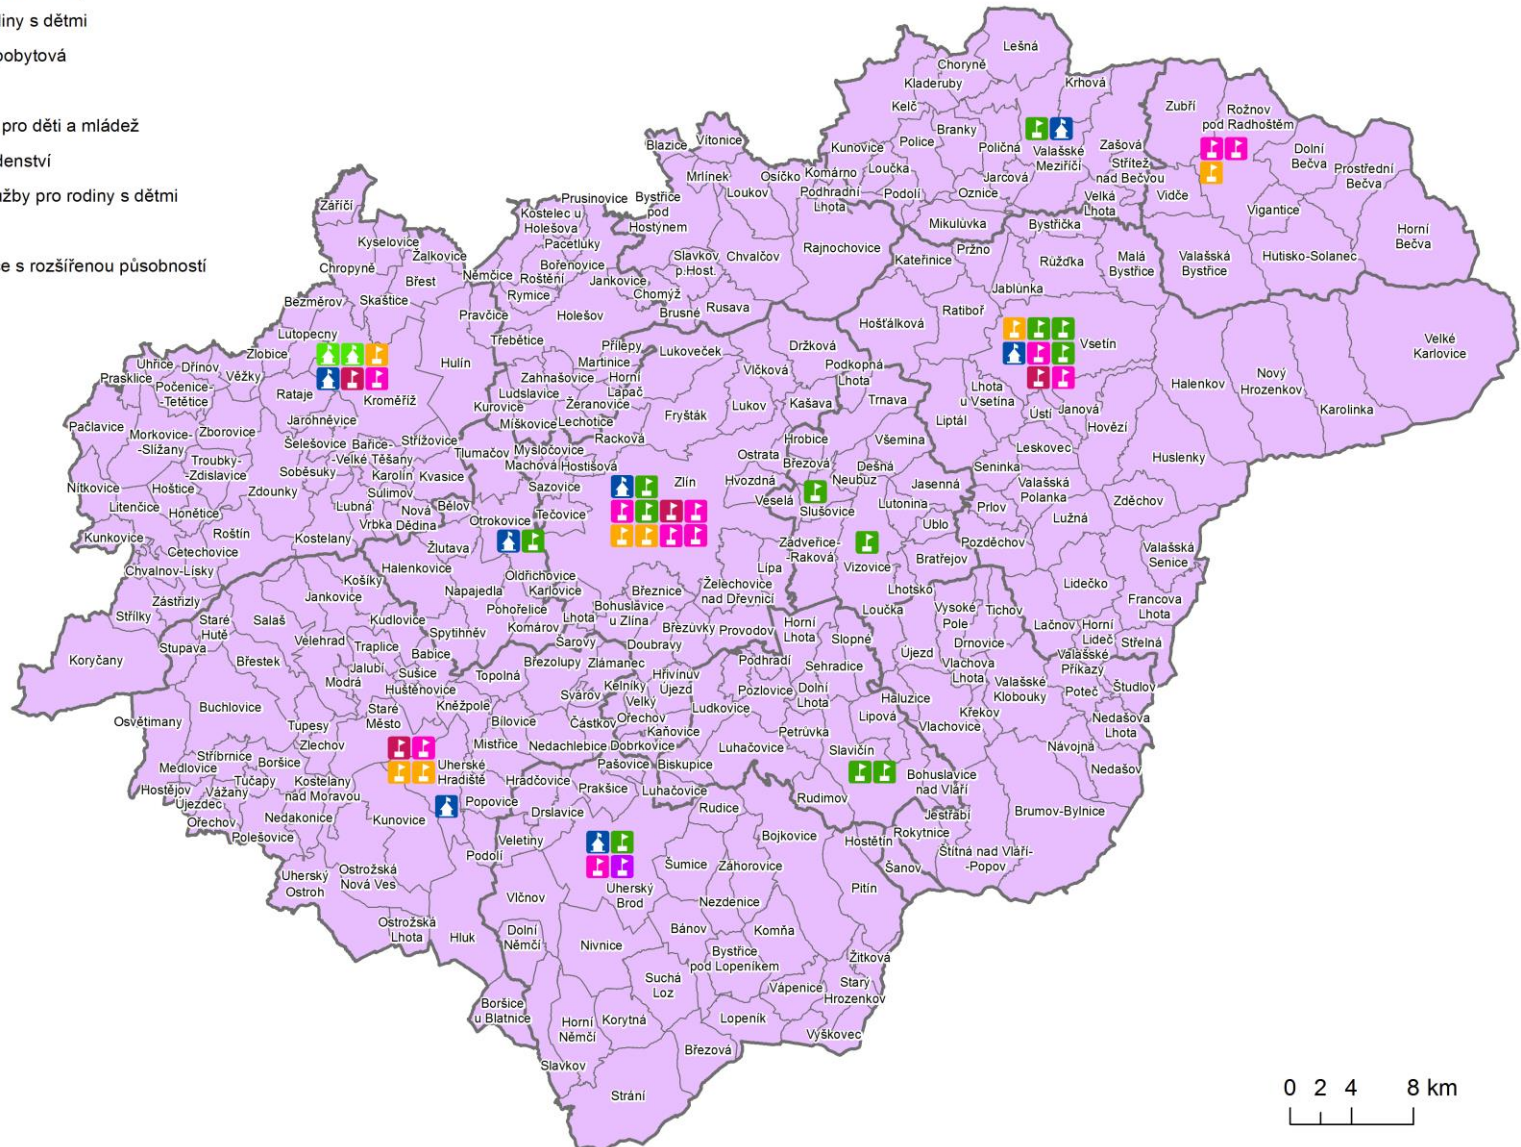 diny s dětmi
pobytová
pro děti a mládež
denství
užby pro rodiny s dětmi
ce s rozšířenou působností
Lešná
Choryně
Kladeruby
Krhová
Kelč
Zubří
Rožnov
pod Radhoštěm
Branky
Police
Poličná
Valašské
Meziříčí
Zašová
Střítež
nad Bečvou
Dolní
Bečva
Prostřední
Bečva
Vítonice
Blazice
Kunovice
Loučka
Komárno
Osíčko
Mrlínek
Loukov
Podhradní
Lhota
Podolí
Jarcová
Oznice
Velká
Lhota
Vidče
Vigantice
Horní
Bečva
Prusinovice
Bystřice
pod
Hostýnem
Kostelec u
Holešova
Pacetluky
Mikulůvka
Bystřička
Rajnochovice
Záříčí
Kyselovice
Žalkovice
Chropyně
Břest
Bořenovice
Roštění
Jankovice
Slavkov
p.Host.
Chvalčov
Kateřinice
Pržno
Růžďka
Malá
Bystřice
Valašská
Bystřice
Hutisko-Solanec
Němčice
Rymice
Chomýž
Jablůnka
Bezměrov
Skaštice
Pravčice
Holešov
Brusné
Rusava
Ratiboř
Hošťálková
Lutopecny
Třebětice
Přílepy
Martinice
Lukoveček
Držková
Vsetín
Velké
Karlovice
Zlobice
Uhřice
Dřínov
Věžky
Prasklice
Počenice-
-Tetětice
Rataje
Kroměříž
Hulín
Zahnašovice
Horní
Lapač
Ludslavice
Žeranovice
Vlčková
Podkopná
Lhota
Kašava
Trnava
Lhota
u Vsetína
Halenkov
Nový
Hrozenkov
Karolinka
Kurovice
Míškovice
Lechotice
Fryšták
Lukov
Liptál
Ústí
Janová
Hovězí
Pačlavice
Morkovice-
-Slížany
Zborovice
Jarohněvice
Šelešovice
Bařice-
-Velké Těšany
Střížovice
Tlumačov
Mysločovice
Machová
Hostišová
Racková
Ostrata
Hrobice
Všemina
Leskovec
Huslenky
Troubky-
-Zdislavice
Soběsuky
Karolín
Kvasice
Březová
Dešná
Neubuz
Jasenná
Seninka
Valašská
Polanka
Nítkovice
Hoštice
Zdounky
Sulimov
Lubná
Sazovice
Zlín
Hvozdná
Veselá
Slušovice
Lutonina
Prlov
Lužná
Zděchov
Litenčice
Honětice
Vrbka
Nová
Dědina
Bělov
Otrokovice
Tečovice
Ublo
Pozděchov
Kunkovice
Roštín
Kostelany
Žlutava
Zádveřice-
-Raková
Vizovice
Bratřejov
Valašská
Senice
Cetechovice
Chvalnov-Lísky
Halenkovice
Oldřichovice
Karlovice
Lípa
Lidečko
Zástřizly
Košíky
Jankovice
Napajedla
Pohořelice
Březnice
Želechovice
nad Dřevnicí
Lhotsko
Francova
Lhota
Střílky
Staré
Hutě
Salaš
Kudlovice
Spytihněv
Komárov
Lhota
Bohuslavice
u Zlína
Březůvky
Provodov
Horní
Lhota
Loučka
Vysoké
Pole
Tichov
Lačnov
Horní
Lideč
Střelná
Koryčany
Stupava
Břestek
Velehrad
Traplice
Babice
Šarovy
Doubravy
Slopné
Drnovice
Újezd
Vlachova
Lhota
Valašské
Příkazy
Modrá
Jalubí
Sušice
Huštěnovice
Topolná
Březolupy
Zlámanec
Hřivínův
Újezd
Podhradí
Sehradice
Pozlovice
Dolní
Lhota
Haluzice
Valašské
Klobouky
Poteč
Študlov
Kněžpole
Svárov
Kelníky
Velký
Ořechov
Ludkovice
Lipová
Křekov
Vlachovice
Nedašova
Lhota
Osvětimany
Buchlovice
Tupesy
Zlechov
Staré
Město
Bílovice
Částkov
Kaňovice
Petrůvka
Mistřice
Nedachlebice
Dobrkovice
Luhačovice
Slavičín
Návojná
Nedašov
Stříbrnice
Medlovice
Boršice
Tučapy
Vážany
Kostelany
nad Moravou
Uherské
Hradiště
Pašovice
Biskupice
Bohuslavice
nad Vláří
Hostějov
Újezdec
Ořechov
Nedakonice
Polešovice
Popovice
Hradčovice
Prakšice
Luhačovice
Rudimov
Brumov-Bylnice
Kunovice
Drslavice
Rudice
Jestřabí
Rokytnice
Veletiny
Bojkovice
Hostětín
Štítná nad Vláří-
-Popov
Podolí
Ostrožská
Nová Ves
Uherský
Ostroh
Šumice
Záhorovice
Šanov
Vlčnov
Uherský
Brod
Pitín
Nezdenice
Ostrožská
Lhota
Hluk
Dolní
Němčí
Nivnice
Bánov
Komňa
Bystřice
pod Lopeníkem
Žítková
Suchá
Loz
Vápenice
Starý
Hrozenkov
Boršice
u Blatnice
Horní
Němčí
Korytná
Lopeník
Vyškovec
Slavkov
Březová
Strání
0 2 4 8 km